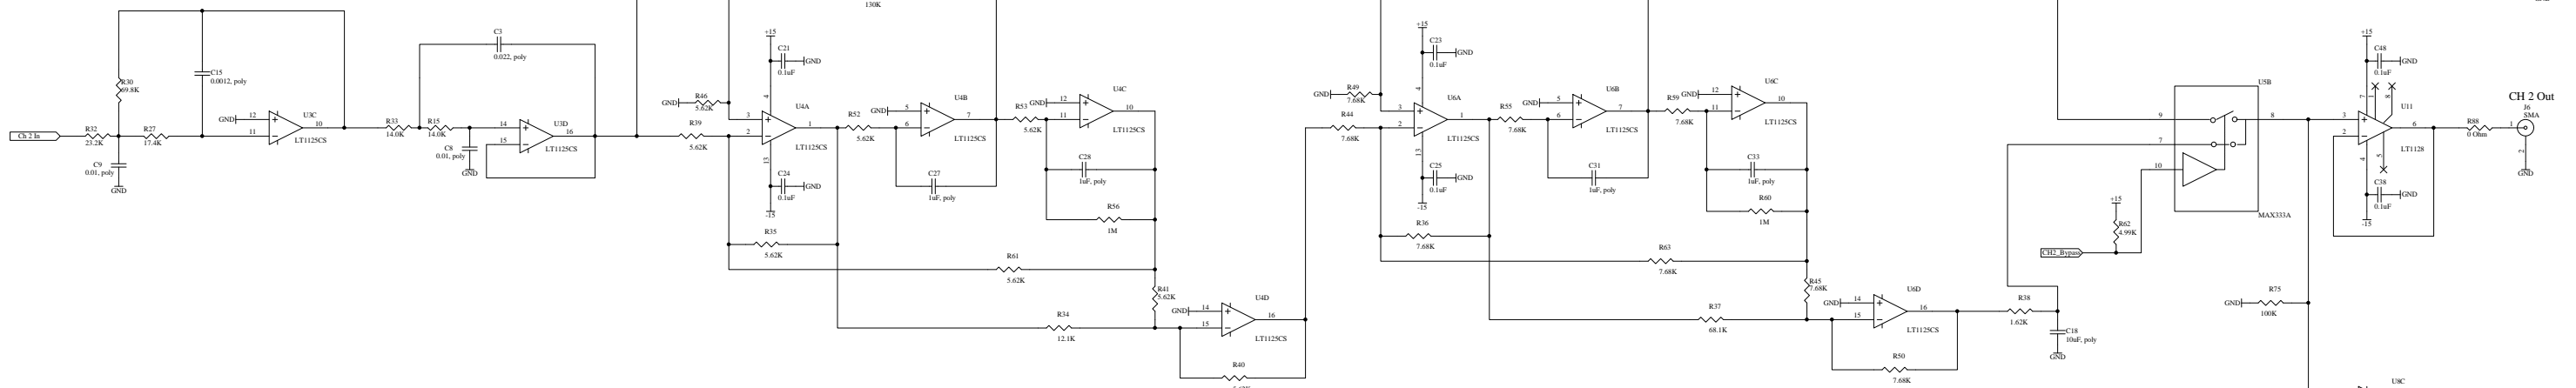 Ch 2 In
R32
23.2K
C9
0.01, poly
GND
R30
69.8K
R27
17.4K
C15
0.0012, poly
GND
12
11
10
U3C
LT1125CS
R33
14.0K
R15
14.0K
C3
0.022, poly
C8
0.01, poly
GND
14
15
16
U3D
LT1125CS
130K
R39
5.62K
GND
R46
5.62K
+15
C21
0.1uF
GND
4
3
2
1
13
U4A
LT1125CS
C24
0.1uF
GND
-15
R35
5.62K
R52
5.62K
GND
5
6
7
U4B
LT1125CS
C27
1uF, poly
R53
5.62K
GND
12
11
10
U4C
LT1125CS
C28
1uF, poly
R56
1M
R61
5.62K
R34
12.1K
R41
5.62K
GND
14
15
16
U4D
LT1125CS
R40
R44
7.68K
GND
R49
7.68K
+15
C23
0.1uF
GND
4
3
2
1
13
U6A
LT1125CS
C25
0.1uF
GND
-15
R36
7.68K
R55
7.68K
GND
5
6
7
U6B
LT1125CS
C31
1uF, poly
R59
7.68K
GND
12
11
10
U6C
LT1125CS
C33
1uF, poly
R60
1M
R63
7.68K
R37
68.1K
R45
7.68K
GND
14
15
16
U6D
LT1125CS
R50
7.68K
R38
1.62K
C18
10uF, poly
GND
CH2_Bypass
+15
R62
4.99K
U5B
9
8
7
10
MAX333A
GND
R75
100K
+15
C48
0.1uF
GND
7
1
8
3
2
6
4
5
U11
LT1128
C38
0.1uF
GND
-15
R88
0 Ohm
CH 2 Out
J6
SMA
1
2
GND
U8C